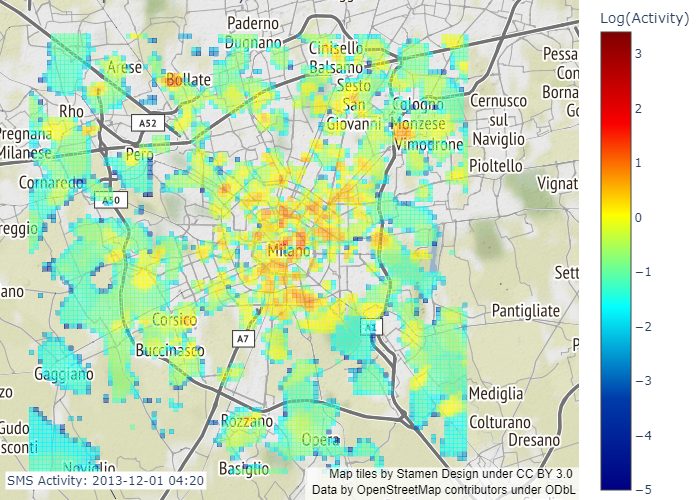 Log(Activity)
3
2
1
0
−1
−2
−3
−4
−5
Paderno
Dugnano
Cinisello
Balsamo
Pessa
Con
Borna
Go
Arese
Bollate
Sesto
San
Giovanni
Cologno
Monzese
Cernusco
sul
Naviglio
Rho
A52
Pregnana
Milanese
Pero
Vimodrone
Pioltello
Cornaredo
A50
Vignat
reggio
Milano
Sett
ano
Pantigliate
Corsico
A7
A1
Buccinasco
P
Gaggiano
zo
Mediglia
Rozzano
Colturano
Gudo
sconti
Opera
Dresano
Noviglio
Basiglio
SMS Activity: 2013-12-01 04:20
Map tiles by Stamen Design under CC BY 3.0
Data by OpenStreetMap contributors under ODbL